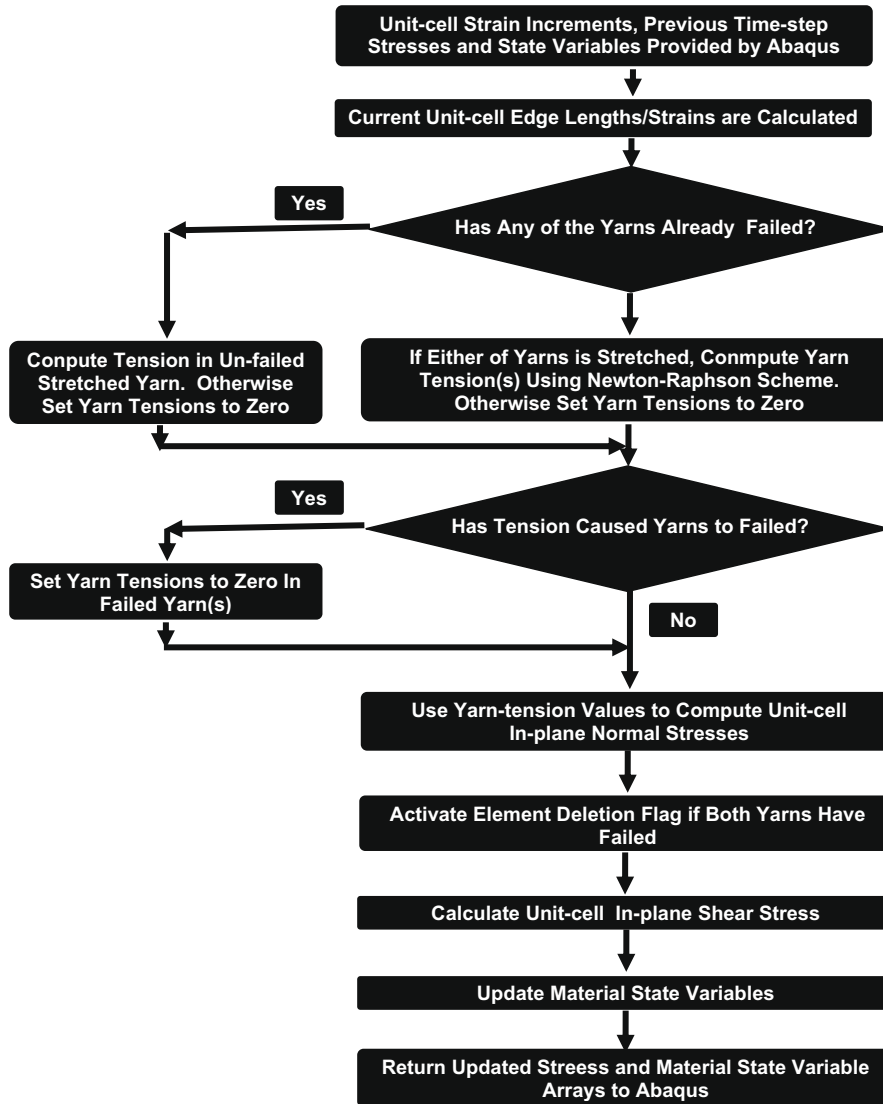 Unit-cell Strain Increments, Previous Time-step
Stresses and State Variables Provided by Abaqus
Current Unit-cell Edge Lengths/Strains are Calculated
Yes
Has Any of the Yarns Already Failed?
Conpute Tension in Un-failed
Stretched Yarn. Otherwise
Set Yarn Tensions to Zero
If Either of Yarns is Stretched, Conmpute Yarn
Tension(s) Using Newton-Raphson Scheme.
Otherwise Set Yarn Tensions to Zero
Yes
Has Tension Caused Yarns to Failed?
Set Yarn Tensions to Zero In
Failed Yarn(s)
No
Use Yarn-tension Values to Compute Unit-cell
In-plane Normal Stresses
Activate Element Deletion Flag if Both Yarns Have
Failed
Calculate Unit-cell In-plane Shear Stress
Update Material State Variables
Return Updated Streess and Material State Variable
Arrays to Abaqus